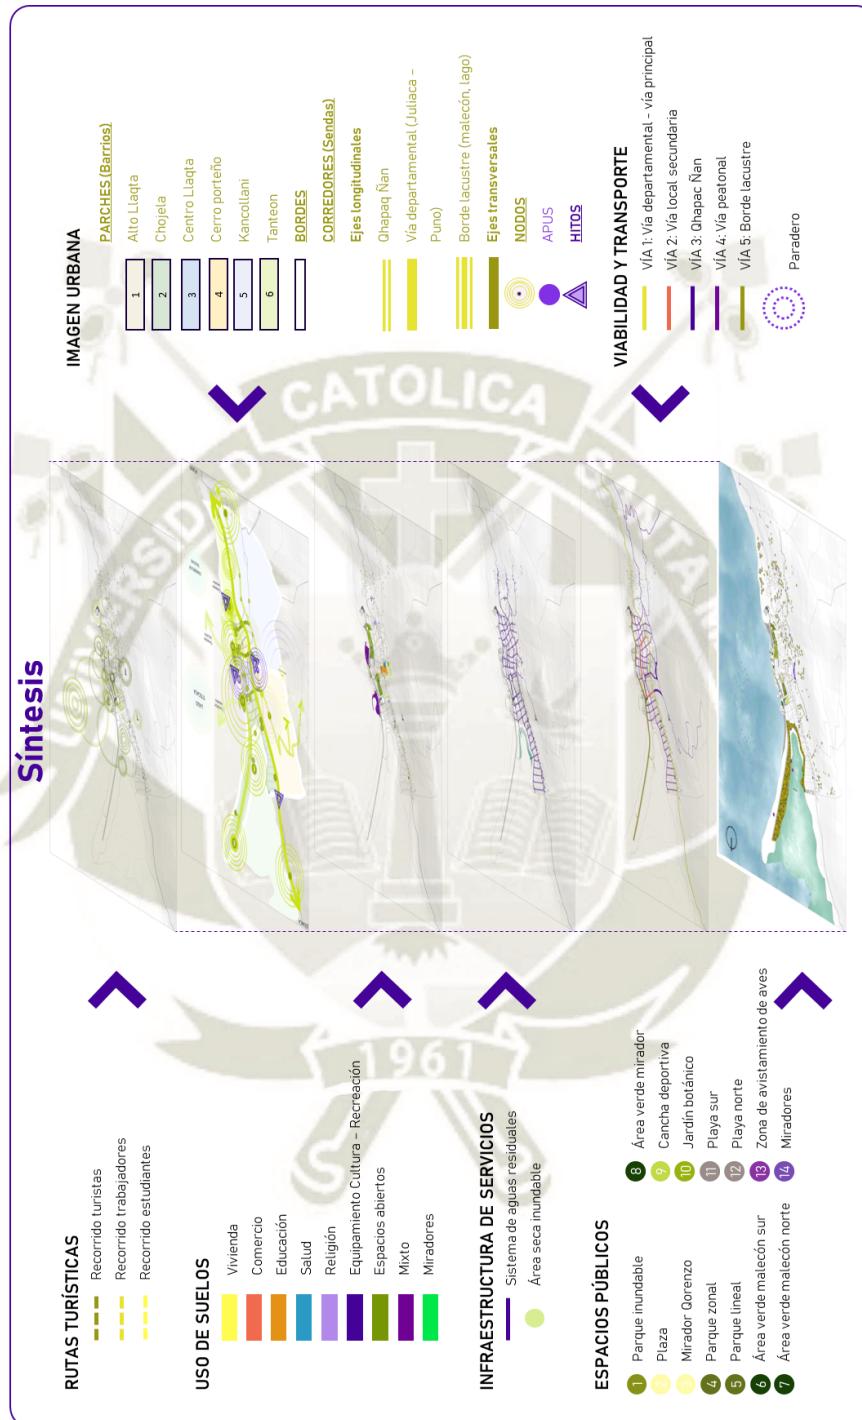 Síntesis
RUTAS TURÍSTICAS
Recorrido turistas
Recorrido trabajadores
Recorrido estudiantes
USO DE SUELOS
Vivienda
Comercio
Educación
Salud
Religión
Equipamiento Cultura – Recreación
Espacios abiertos
Mixto
Miradores
INFRAESTRUCTURA DE SERVICIOS
Sistema de aguas residuales
Área seca inundable
ESPACIOS PÚBLICOS
1 Parque inundable
Plaza
Mirador Qorenzo
4 Parque zonal
5 Parque lineal
6 Área verde malecón sur
7 Área verde malecón norte
8 Área verde mirador
9 Cancha deportiva
10 Jardín botánico
11 Playa sur
12 Playa norte
13 Zona de avistamiento de aves
14 Miradores
IMAGEN URBANA
PARCHES (Barrios)
1 Alto Llaqta
2 Chojela
3 Centro Llaqta
4 Cerro porteño
5 Kancollani
6 Tanteon
BORDES
CORREDORES (Sendas)
Ejes longitudinales
Qhapaq Ñan
Vía departamental (Juliaca –
Puno)
Borde lacustre (malecón, lago)
Ejes transversales
NODOS
APUS
HITOS
VIABILIDAD Y TRANSPORTE
VÍA 1: Vía departamental – vía principal
VÍA 2: Vía local secundaria
VÍA 3: Qhapac Ñan
VÍA 4: Vía peatonal
VÍA 5: Borde lacustre
Paradero
UNIVERSIDAD CATOLICA SANTA M
1961